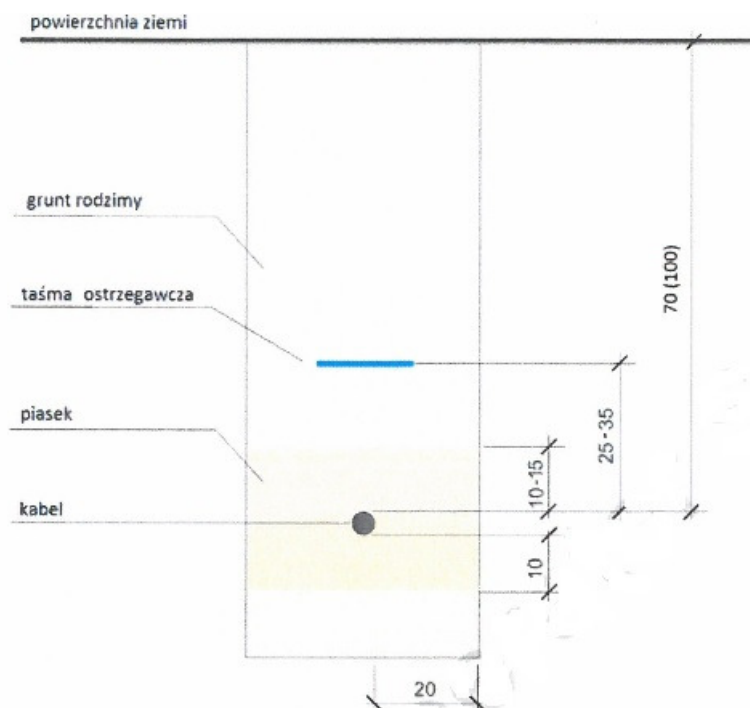 powierzchnia ziemi
grunt rodzimy
taśma ostrzegawcza
piasek
kabel
70 (100)
25-35
10-15
10
20